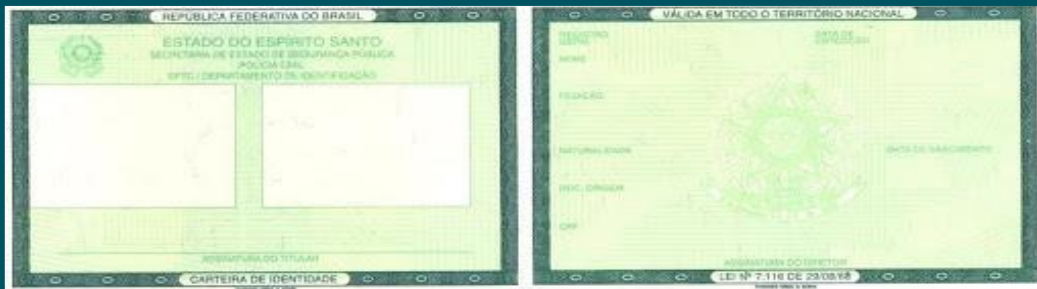 REPÚBLICA FEDERATIVA DO BRASIL
ESTADO DO ESPÍRITO SANTO
SECRETARIA DE ESTADO DE SEGURANÇA PÚBLICA
POLÍCIA CIVIL
DEPARTAMENTO DE IDENTIFICAÇÃO
ASSINATURA DO TITULAR
CARTEIRA DE IDENTIDADE
VÁLIDA EM TODO O TERRITÓRIO NACIONAL
REGISTRO GERAL
DATA DE EXPEDIÇÃO
NOME
FILIAÇÃO
NATURALIDADE
DATA DE NASCIMENTO
DOC. ORIGEM
CPF
ASSINATURA DO DIRETOR
LEI Nº 7.116 DE 29/08/83